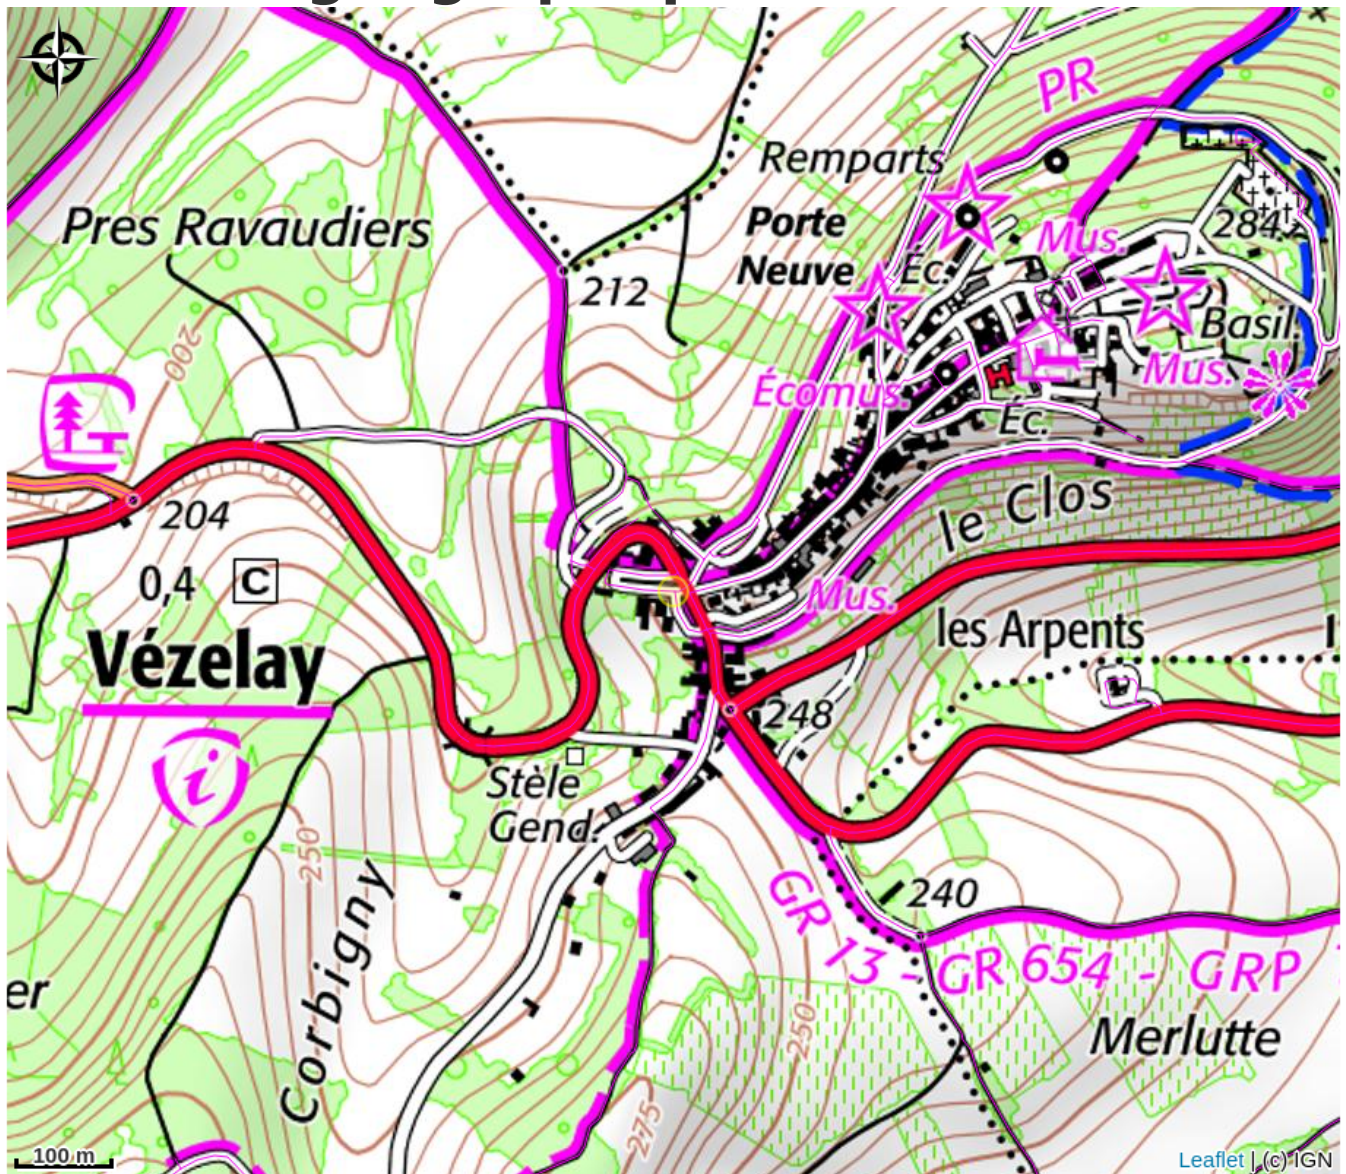 PR
Remparts
Pres Ravaudiers
Porte
Neuve
Mus.
284
Éc.
212
Basil.
200
Mus.
Écomus.
H
Éc.
204
le Clos
0,4 C
Mus.
les Arpents
Vézelay
248
i
Stèle
Gend.
250
240
Corbigny
GR 13 - GR 654 - GRP
er
250
Merlutte
275
100 m
Leaflet | (c) IGN